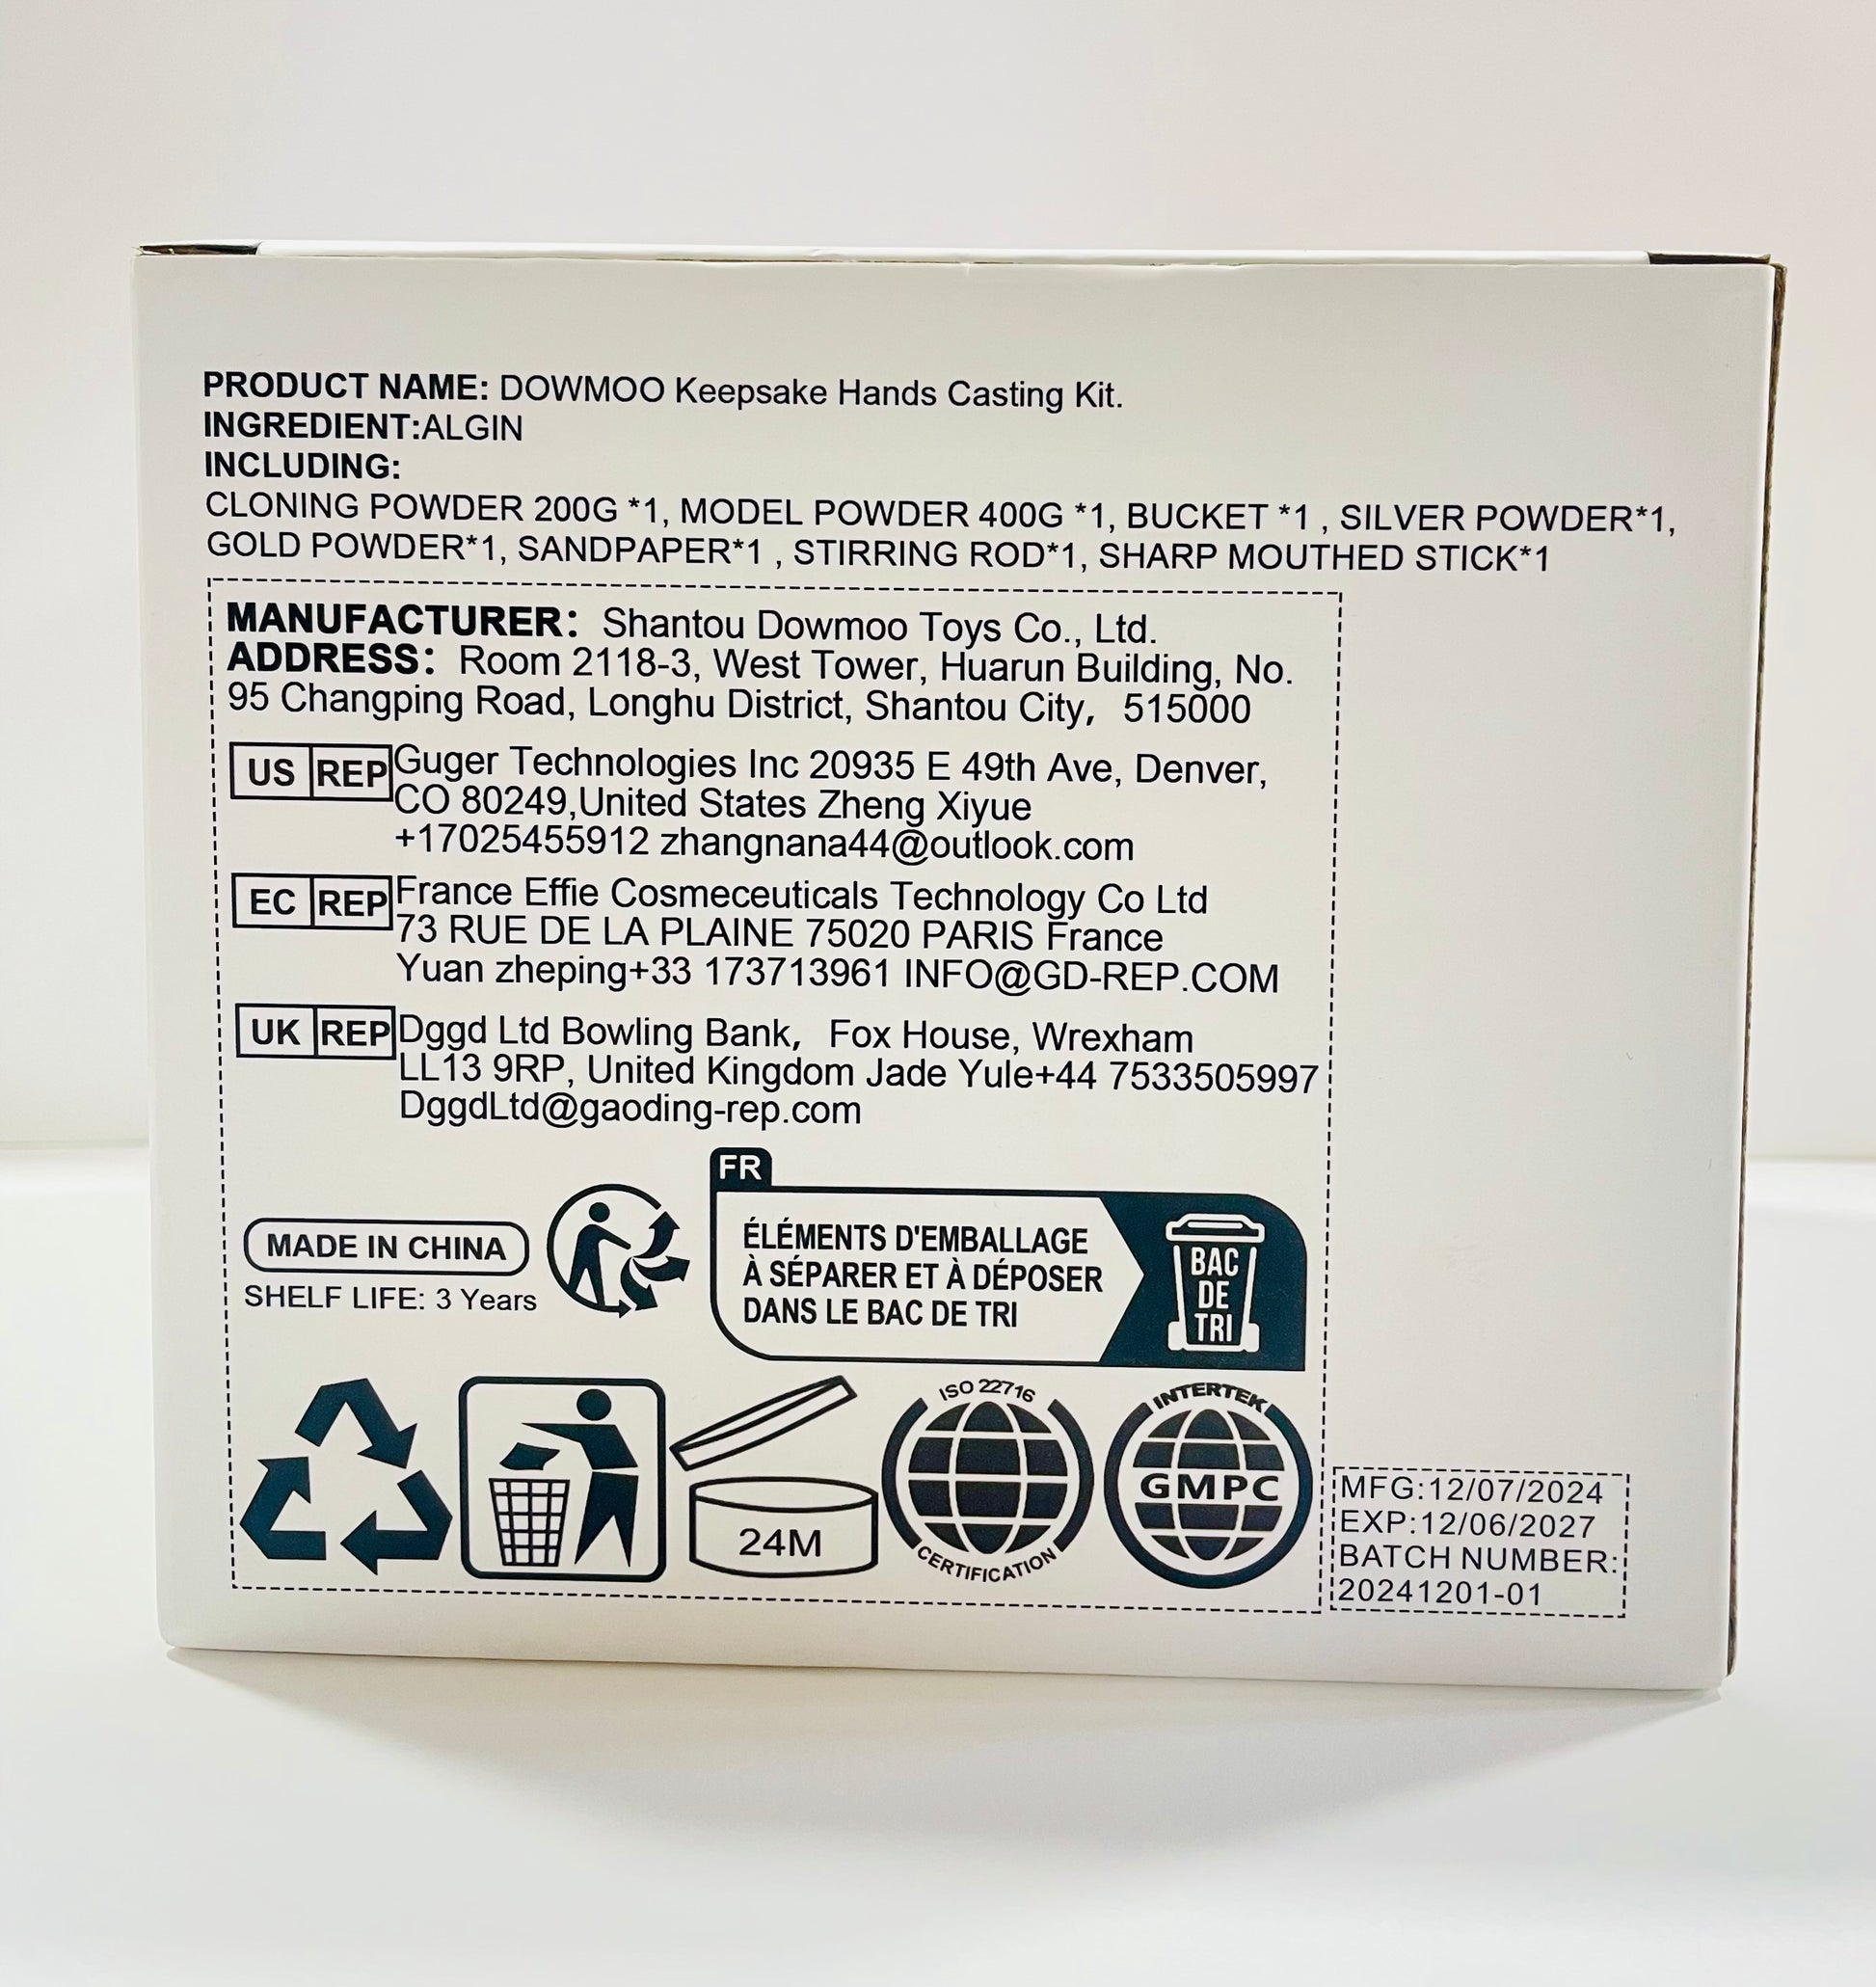 PRODUCT NAME: DOWMOO Keepsake Hands Casting Kit.
INGREDIENT:ALGIN
INCLUDING:
CLONING POWDER 200G *1, MODEL POWDER 400G *1, BUCKET *1 , SILVER POWDER*1,
GOLD POWDER*1, SANDPAPER*1 , STIRRING ROD*1, SHARP MOUTHED STICK*1
MANUFACTURER: Shantou Dowmoo Toys Co., Ltd.
ADDRESS: Room 2118-3, West Tower, Huarun Building, No.
95 Changping Road, Longhu District, Shantou City, 515000
US REP Guger Technologies Inc 20935 E 49th Ave, Denver,
CO 80249,United States Zheng Xiyue
+17025455912 zhangnana44@outlook.com
EC REP France Effie Cosmeceuticals Technology Co Ltd
73 RUE DE LA PLAINE 75020 PARIS France
Yuan zheping+33 173713961 INFO@GD-REP.COM
UK REP Dggd Ltd Bowling Bank, Fox House, Wrexham
LL13 9RP, United Kingdom Jade Yule+44 7533505997
DggdLtd@gaoding-rep.com
MADE IN CHINA
SHELF LIFE: 3 Years
FR
ÉLÉMENTS D'EMBALLAGE
À SÉPARER ET À DÉPOSER
DANS LE BAC DE TRI
BAC
DE
TRI
24M
ISO 22716
CERTIFICATION
INTERTEK
GMPC
MFG:12/07/2024
EXP:12/06/2027
BATCH NUMBER:
20241201-01